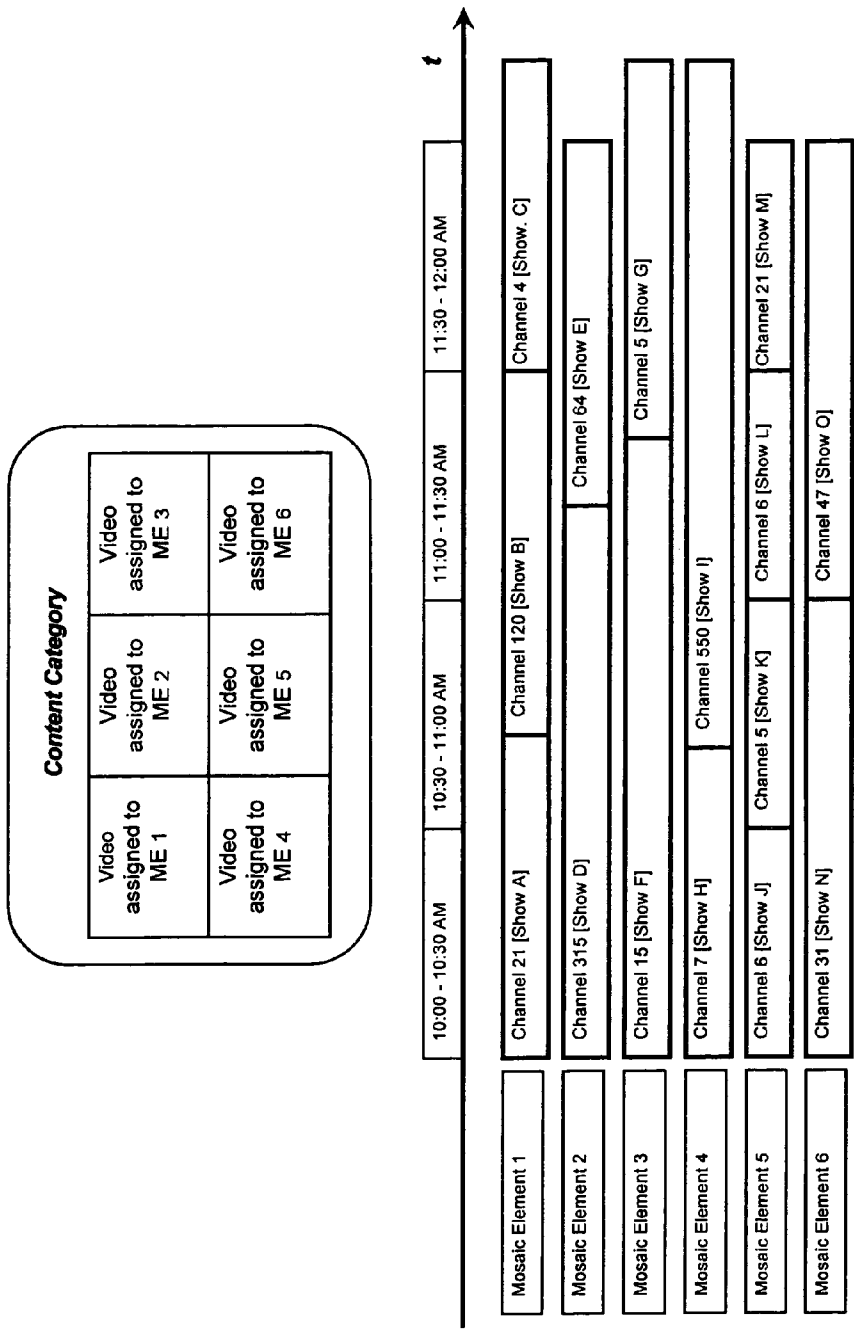 Content Category
Video
assigned to
ME 1
Video
assigned to
ME 2
Video
assigned to
ME 3
Video
assigned to
ME 4
Video
assigned to
ME 5
Video
assigned to
ME 6
t
10:00 - 10:30 AM
10:30 - 11:00 AM
11:00 - 11:30 AM
11:30 - 12:00 AM
Mosaic Element 1
Channel 21 [Show A]
Channel 120 [Show B]
Channel 4 [Show. C]
Mosaic Element 2
Channel 315 [Show D]
Channel 64 [Show E]
Mosaic Element 3
Channel 15 [Show F]
Channel 5 [Show G]
Mosaic Element 4
Channel 7 [Show H]
Channel 550 [Show I]
Mosaic Element 5
Channel 6 [Show J]
Channel 5 [Show K]
Channel 6 [Show L]
Channel 21 [Show M]
Mosaic Element 6
Channel 31 [Show N]
Channel 47 [Show O]